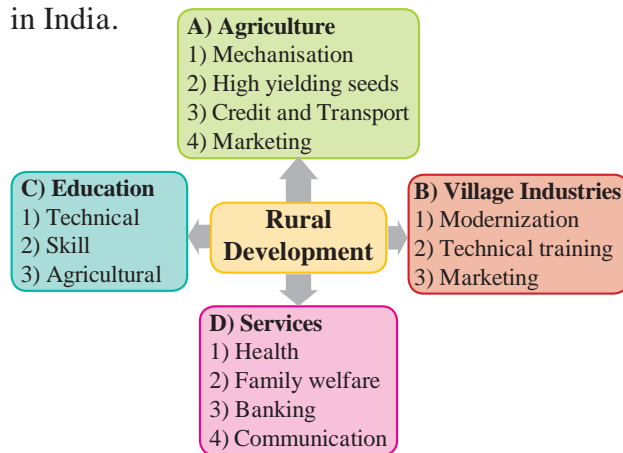 in India.
A) Agriculture
1) Mechanisation
2) High yielding seeds
3) Credit and Transport
4) Marketing
C) Education
1) Technical
2) Skill
3) Agricultural
Rural
Development
B) Village Industries
1) Modernization
2) Technical training
3) Marketing
D) Services
1) Health
2) Family welfare
3) Banking
4) Communication